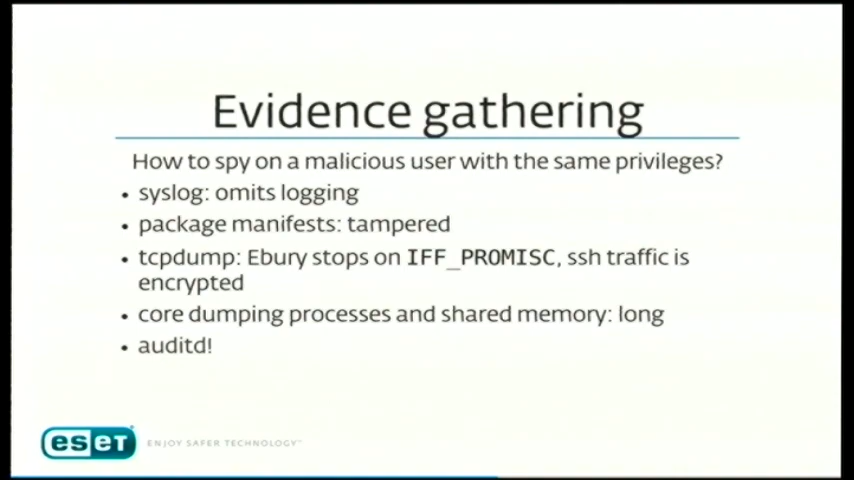 Evidence gathering
How to spy on a malicious user with the same privileges?
• syslog: omits logging
• package manifests: tampered
• tcpdump: Ebury stops on IFF_PROMISC, ssh traffic is
encrypted
• core dumping processes and shared memory: long
• auditd!
eseT ENJOY SAFER TECHNOLOGY™